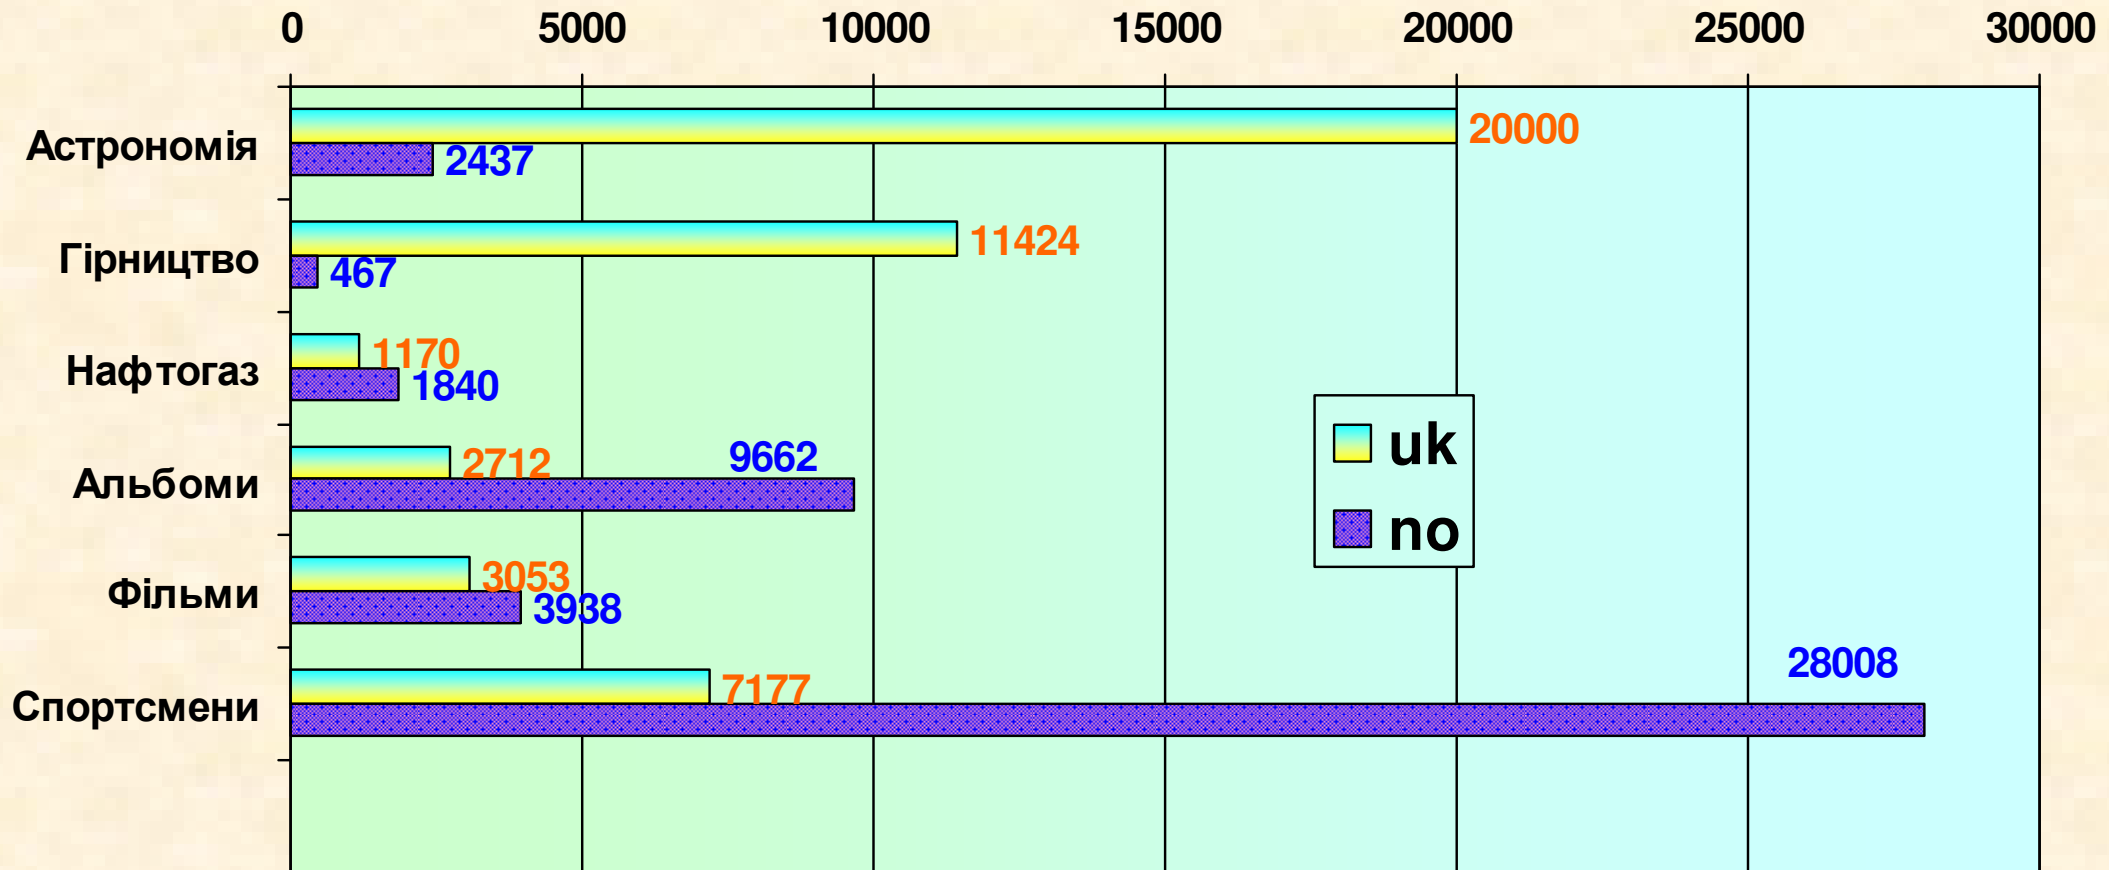 0 5000 10000 15000 20000 25000 30000
Астрономія 20000
2437
Гірництво 11424
467
Нафтогаз 1170
1840
Альбоми 2712 9662
Фільми 3053
3938
Спортсмени 7177 28008
uk
no